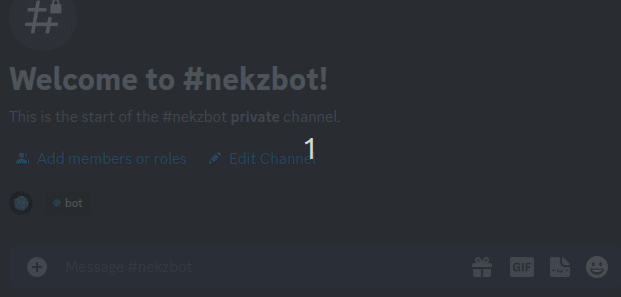 Welcome to #nekzbot!
This is the start of the #nekzbot private channel.
Add members or roles Edit Channel
1
bot
Message #nekzbot
GIF